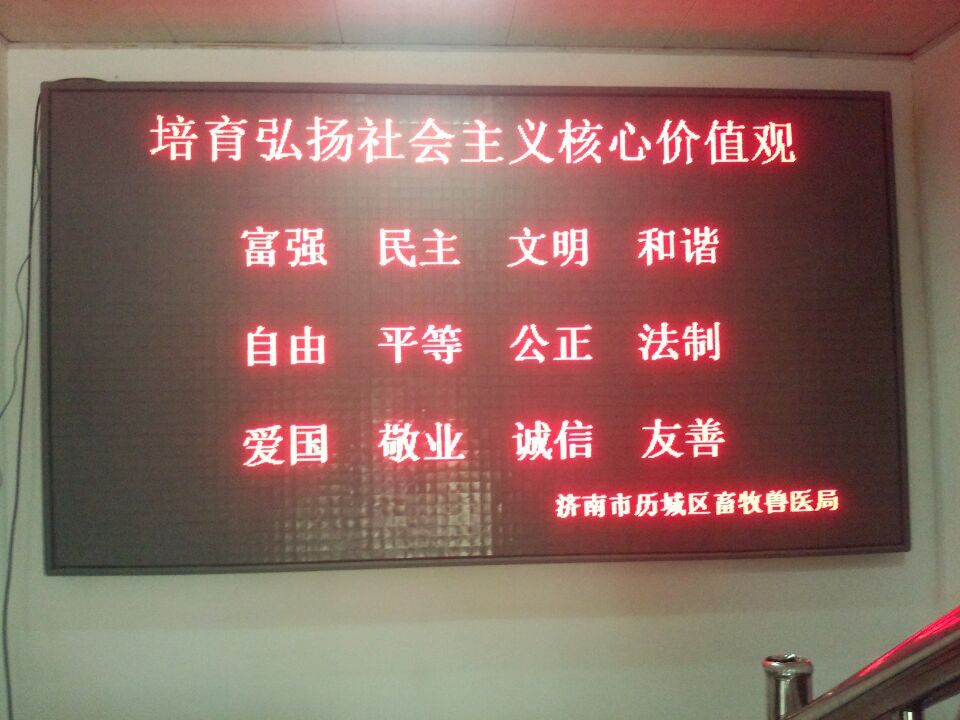 培育弘扬社会主义核心价值观
富强 民主 文明 和谐
自由 平等 公正 法制
爱国 敬业 诚信 友善
济南市历城区畜牧兽医局